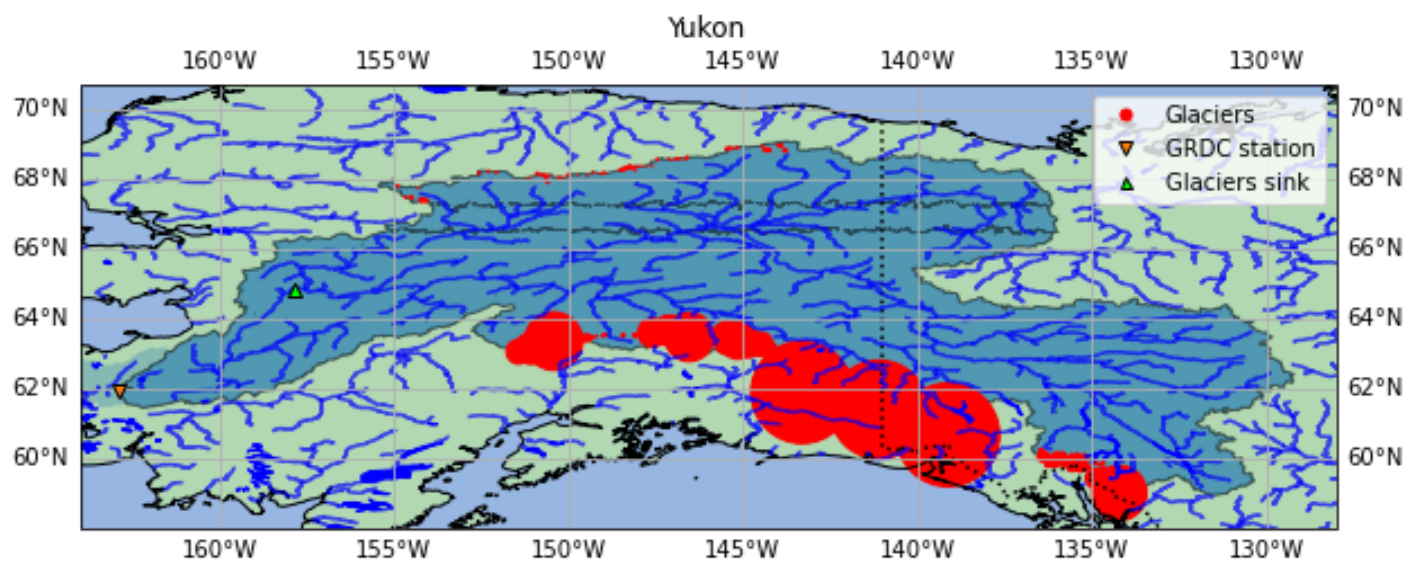 Yukon
160°W 155°W 150°W 145°W 140°W 135°W 130°W
70°N 70°N
Glaciers
GRDC station
Glaciers sink
68°N 68°N
66°N 66°N
64°N 64°N
62°N 62°N
60°N 60°N
160°W 155°W 150°W 145°W 140°W 135°W 130°W